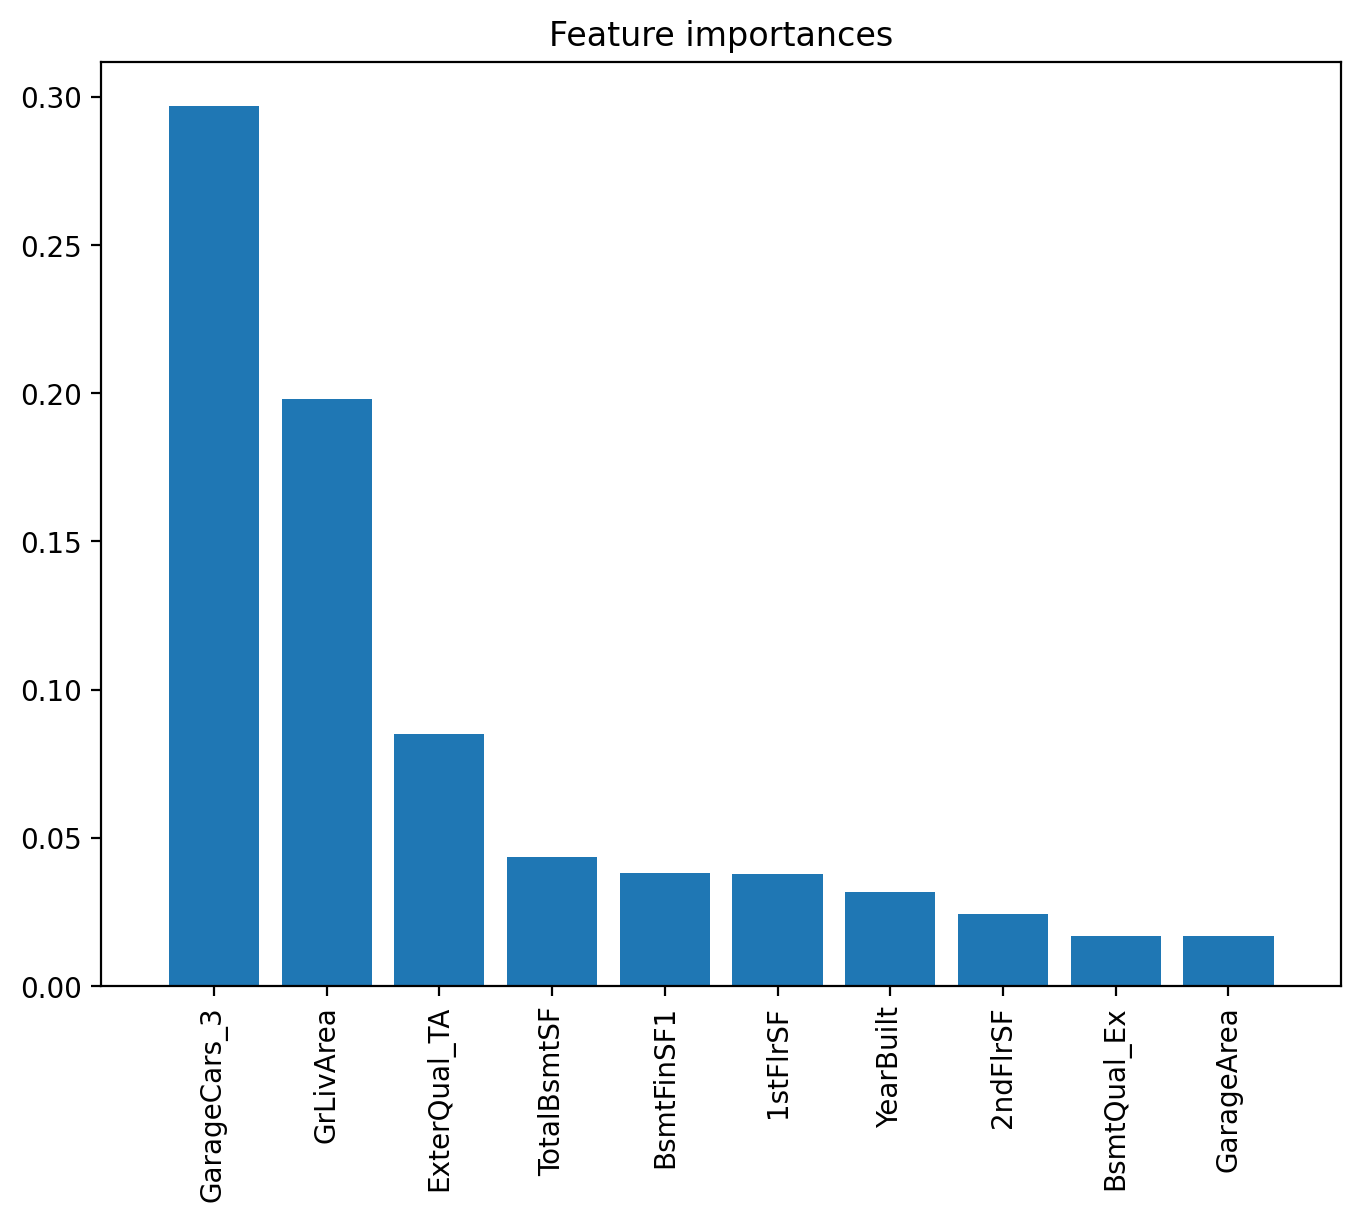 Feature importances
0.30
0.25
0.20
0.15
0.10
0.05
0.00
GarageCars_3
GrLivArea
ExterQual_TA
TotalBsmtSF
BsmtFinSF1
1stFlrSF
YearBuilt
2ndFlrSF
BsmtQual_Ex
GarageArea